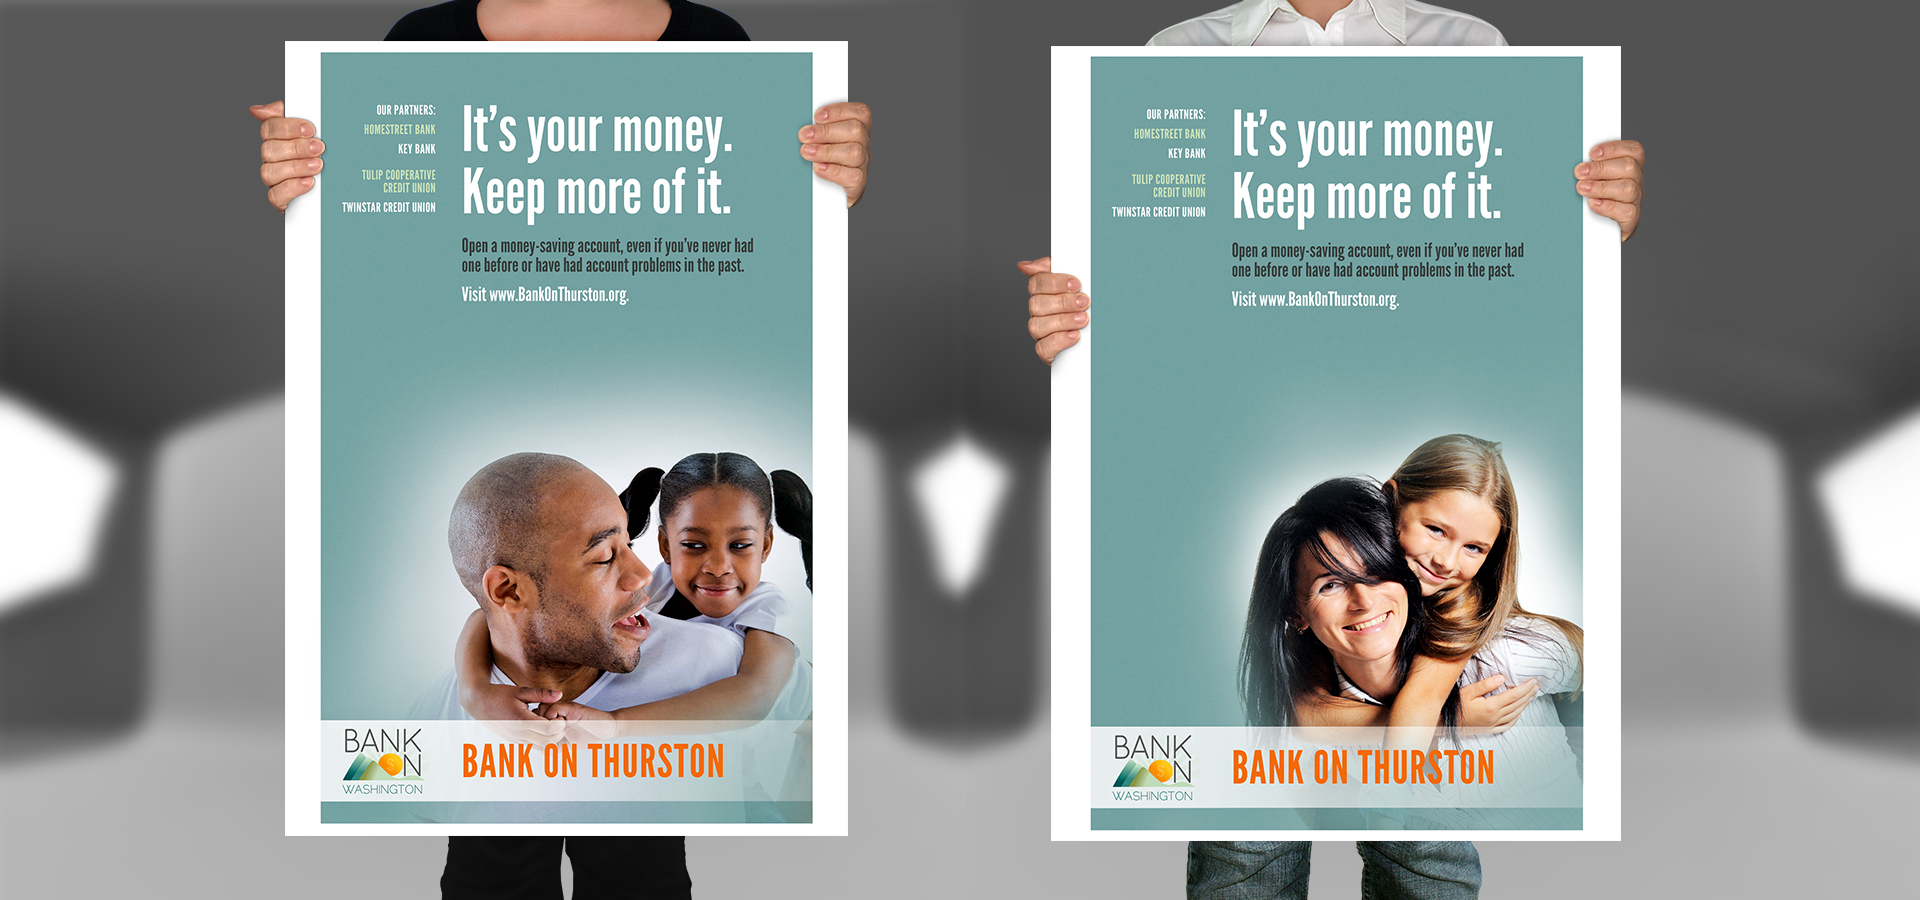 OUR PARTNERS:
HOMESTREET BANK
KEY BANK
TULIP COOPERATIVE
CREDIT UNION
TWINSTAR CREDIT UNION
It's your money.
Keep more of it.
Open a money-saving account, even if you've never had
one before or have had account problems in the past.
Visit www.BankOnThurston.org.
BANK
ON
WASHINGTON
BANK ON THURSTON
OUR PARTNERS:
HOMESTREET BANK
KEY BANK
TULIP COOPERATIVE
CREDIT UNION
TWINSTAR CREDIT UNION
It's your money.
Keep more of it.
Open a money-saving account, even if you've never had
one before or have had account problems in the past.
Visit www.BankOnThurston.org.
BANK
ON
WASHINGTON
BANK ON THURSTON